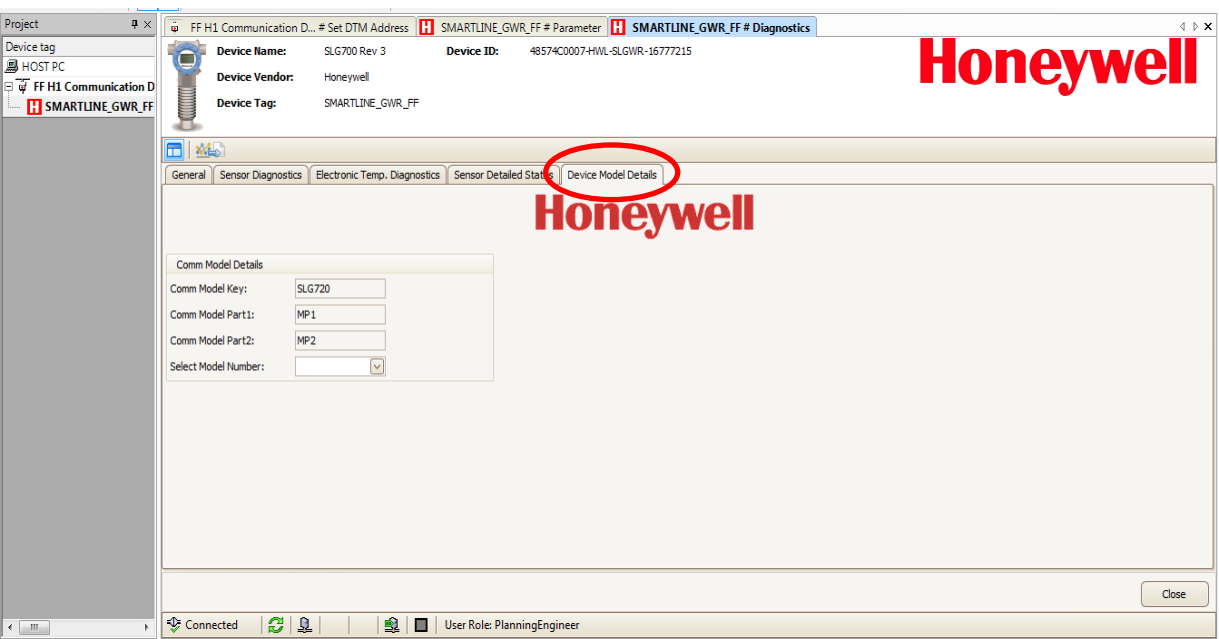 Project
Device tag
HOST PC
FF H1 Communication D
SMARTLINE_GWR_FF
FF H1 Communication D... # Set DTM Address
SMARTLINE_GWR_FF # Parameter
SMARTLINE_GWR_FF # Diagnostics
Device Name: SLG700 Rev 3 Device ID: 48574C0007-HWL-SLGWR-16777215
Device Vendor: Honeywell
Device Tag: SMARTLINE_GWR_FF
Honeywell
General Sensor Diagnostics Electronic Temp. Diagnostics Sensor Detailed Status Device Model Details
Honeywell
Comm Model Details
Comm Model Key: SLG720
Comm Model Part1: MP1
Comm Model Part2: MP2
Select Model Number:
Close
Connected User Role: PlanningEngineer